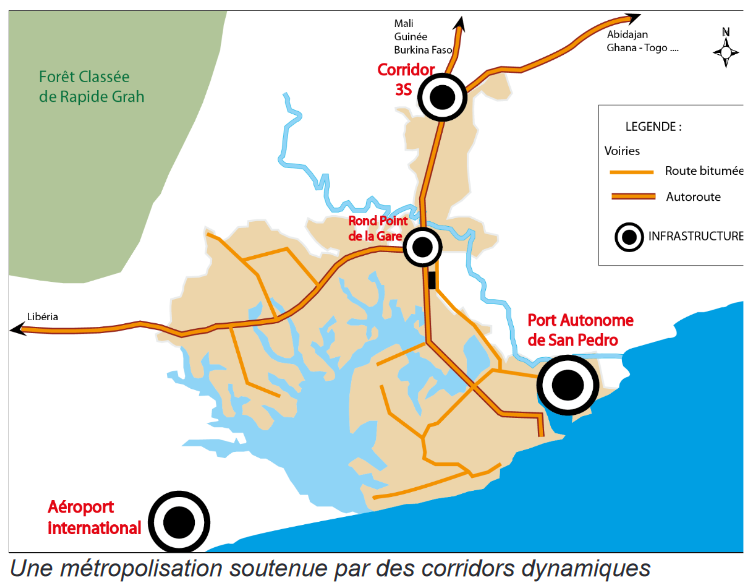 Mali
Guinée
Burkina Faso
Abidajan
Ghana - Togo ....
N
Forêt Classée
de Rapide Grah
Corridor
3S
LEGENDE :
Voiries
Route bitumée
Autoroute
INFRASTRUCTURE
Rond Point
de la Gare
Libéria
Port Autonome
de San Pedro
Aéroport
international
Une métropolisation soutenue par des corridors dynamiques